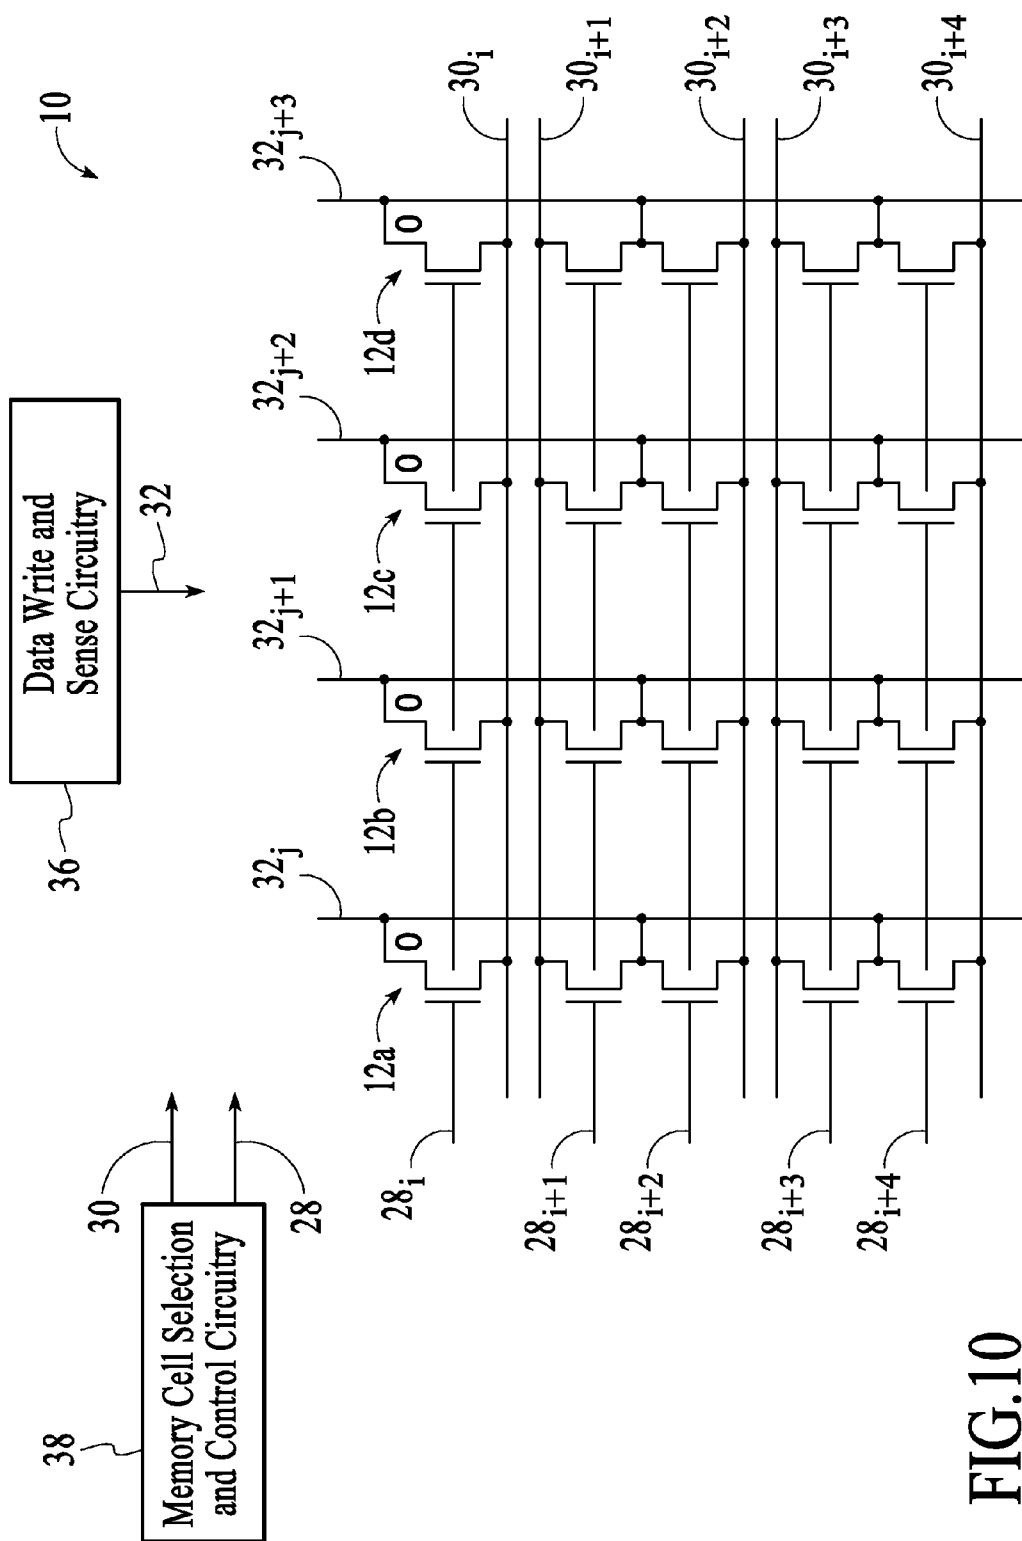 10
Data Write and
Sense Circuitry
36
32
Memory Cell Selection
and Control Circuitry
38
30
28
32j
32j+1
32j+2
32j+3
12a
12b
12c
12d
0
0
0
0
28i
28i+1
28i+2
28i+3
28i+4
30i
30i+1
30i+2
30i+3
30i+4
FIG.10